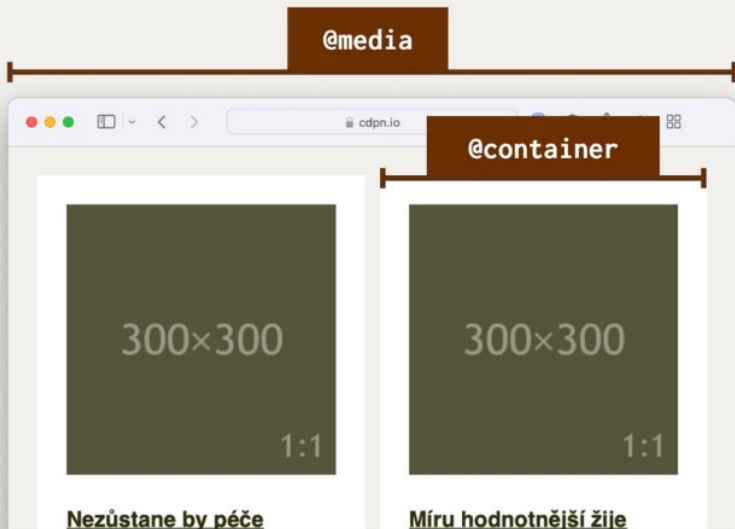 @media
cdpn.io
@container
300×300
1:1
300×300
1:1
Nezůstane by péče
Míru hodnotnější žije